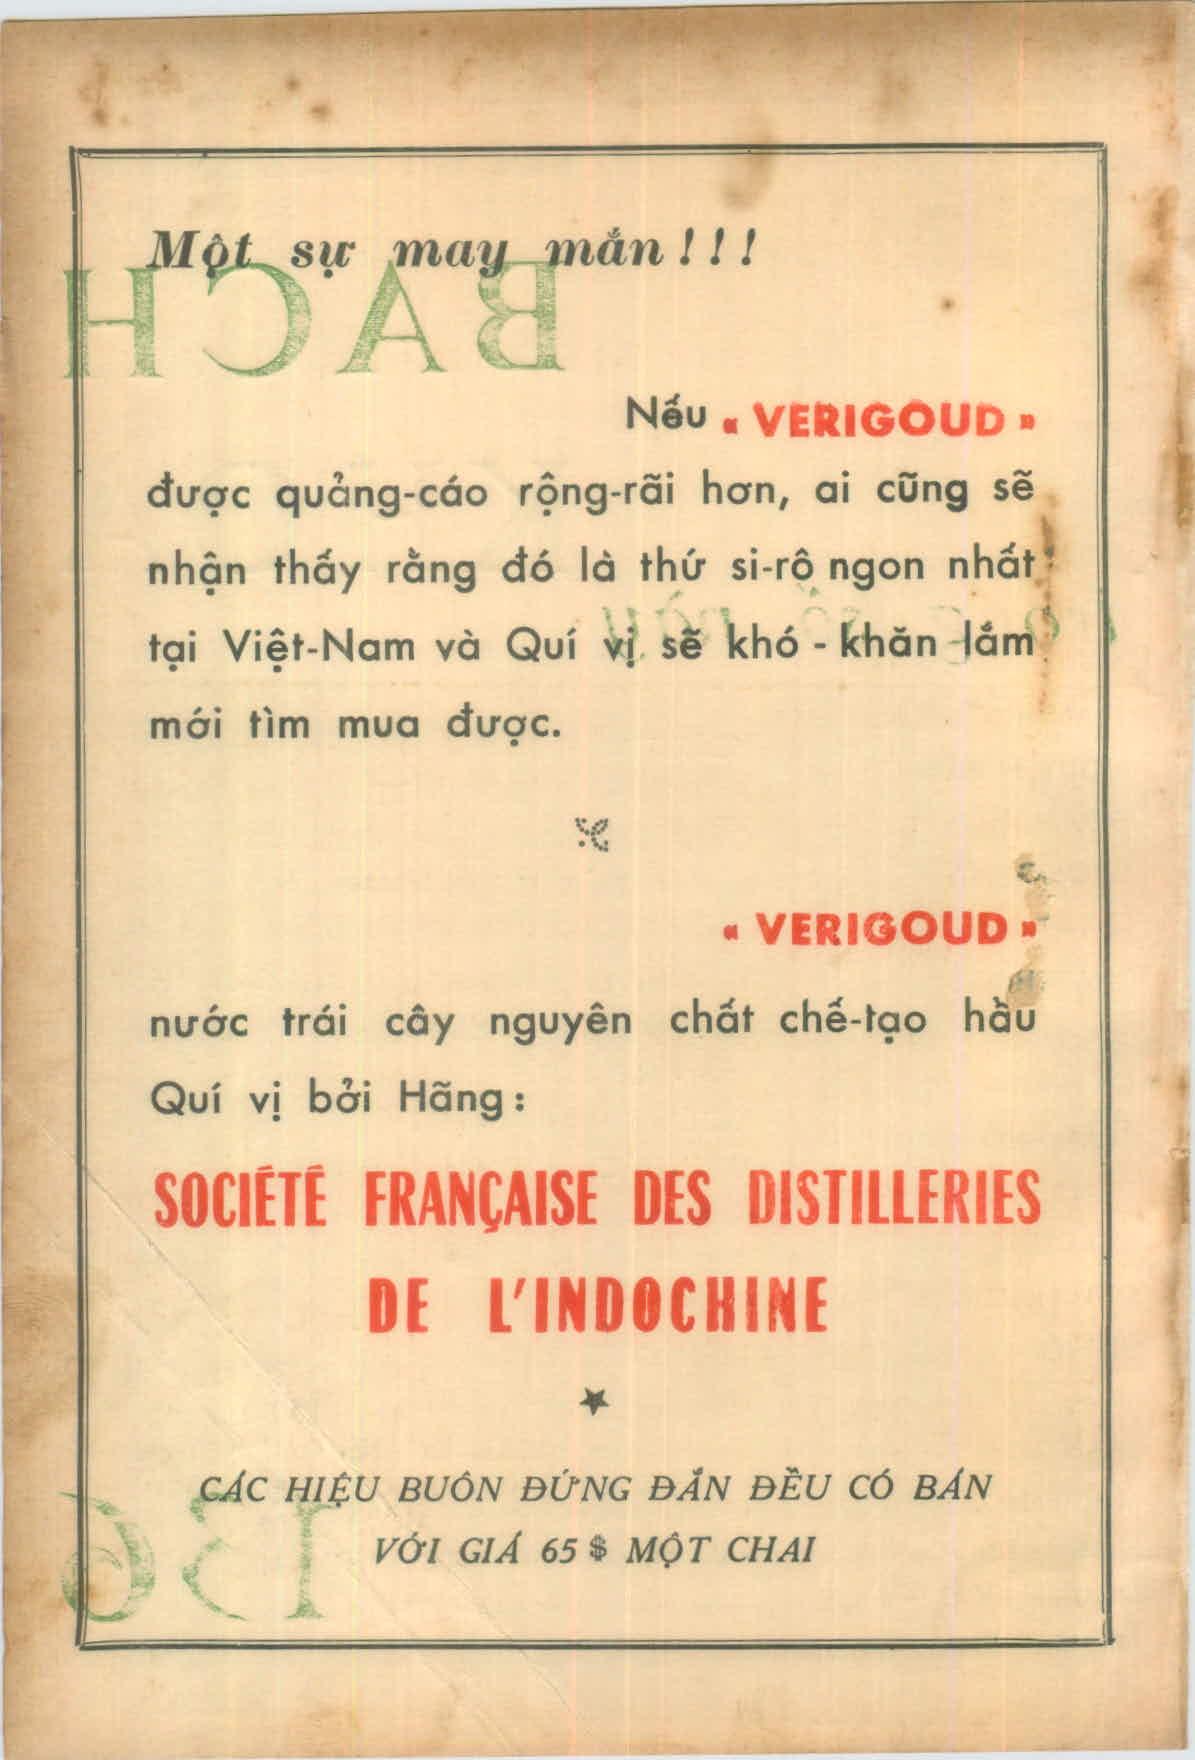 Một sự may mắn!!!
Nếu « VERIGOUD »
được quảng-cáo rộng-rãi hơn, ai cũng sẽ
nhận thấy rằng đó là thứ si-rô ngon nhất
tại Việt-Nam và Quí vị sẽ khó - khăn lắm
mới tìm mua được.
« VERIGOUD »
nước trái cây nguyên chất chế-tạo hầu
Quí vị bởi Hãng :
SOCIÉTÉ FRANÇAISE DES DISTILLERIES
DE L'INDOCHINE
CÁC HIỆU BUÔN ĐỨNG ĐẮN ĐỀU CÓ BÁN
VỚI GIÁ 65 $ MỘT CHAI
BACH
136